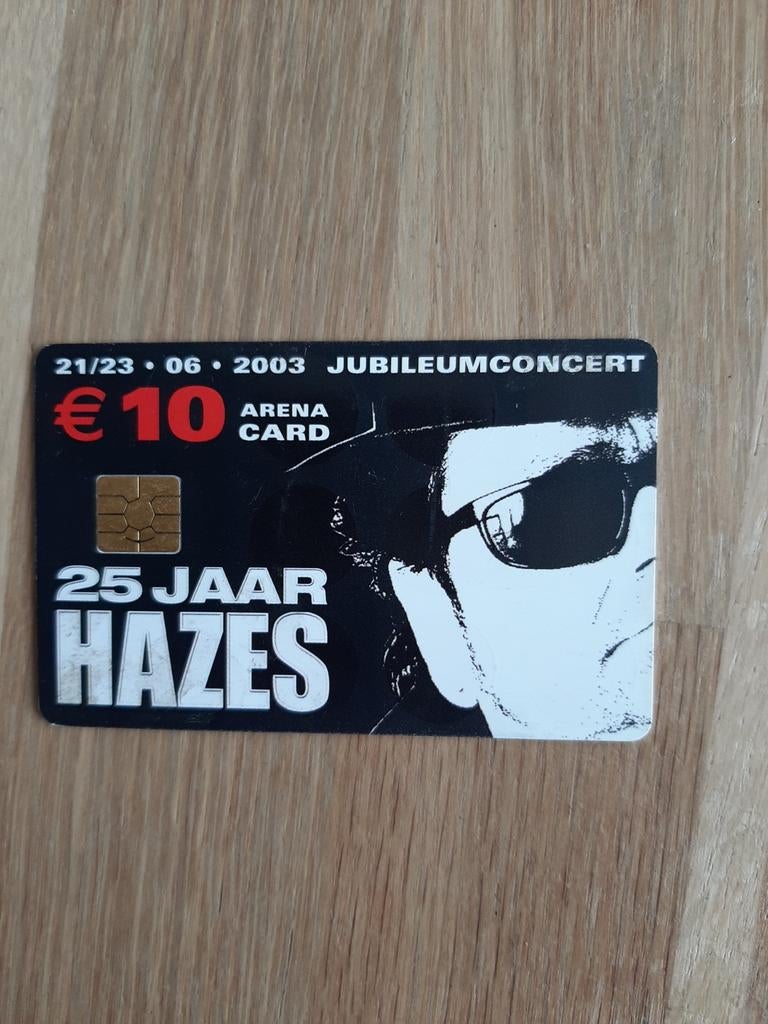 21/23 • 06 • 2003 JUBILEUMCONCERT
€ 10 ARENA
CARD
25 JAAR
HAZES